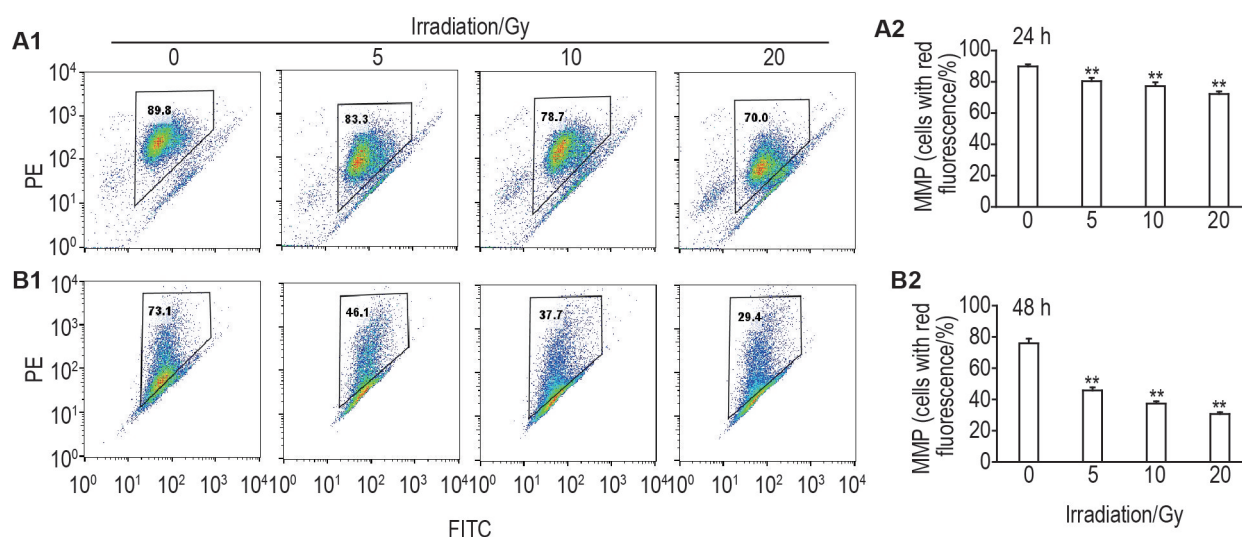 A1
Irradiation/Gy
0 5 10 20
PE
10⁴
10³
10²
10¹
10⁰
89.8
83.3
78.7
70.0
A2
24 h
MMP (cells with red
fluorescence/%)
100
80
60
40
20
0
** ** **
0 5 10 20
B1
PE
10⁴
10³
10²
10¹
10⁰
73.1
46.1
37.7
29.4
10⁰ 10¹ 10² 10³ 10⁴ 10⁰ 10¹ 10² 10³ 10⁴ 10⁰ 10¹ 10² 10³ 10⁴ 10⁰ 10¹ 10² 10³ 10⁴
FITC
B2
48 h
MMP (cells with red
fluorescence/%)
100
80
60
40
20
0
** ** **
0 5 10 20
Irradiation/Gy